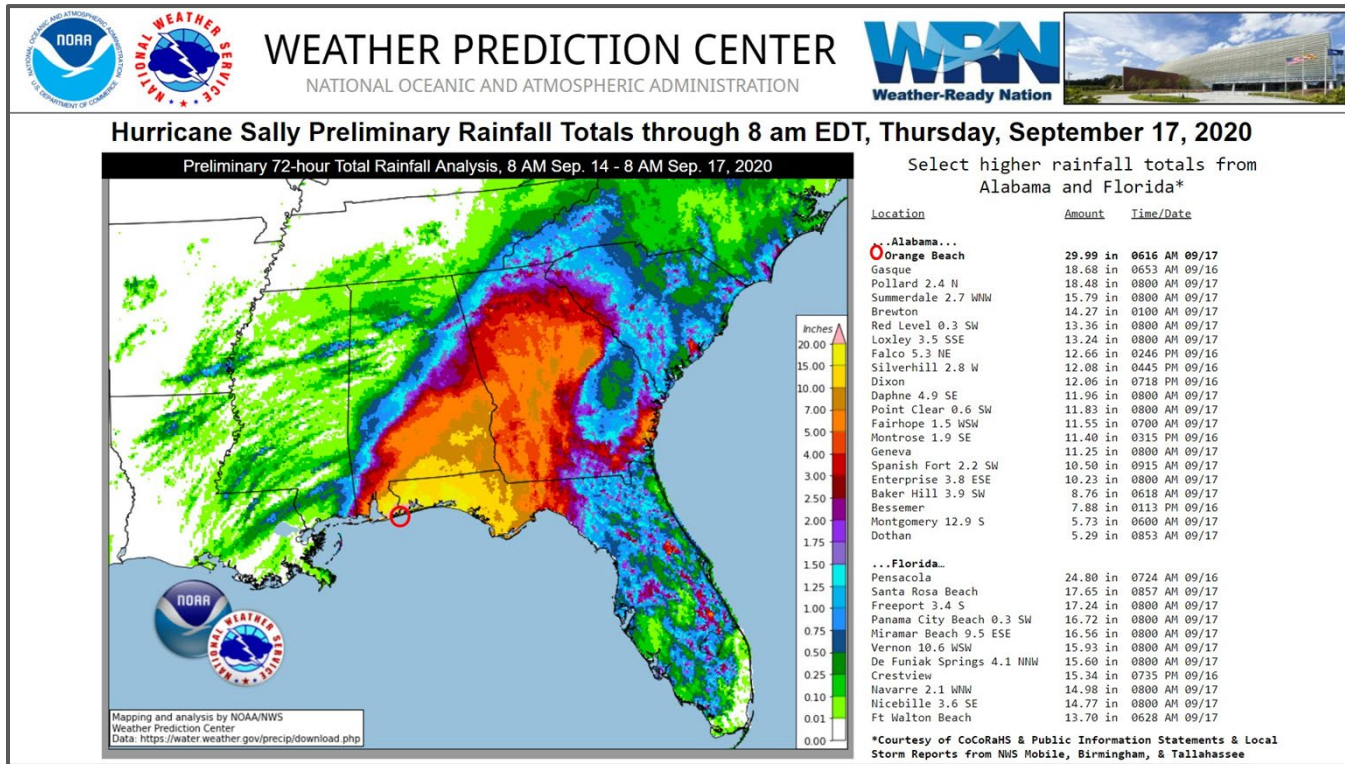 NATIONAL OCEANIC AND ATMOSPHERIC ADMINISTRATION
NOAA
U.S. DEPARTMENT OF COMMERCE
NATIONAL WEATHER SERVICE
WEATHER PREDICTION CENTER
NATIONAL OCEANIC AND ATMOSPHERIC ADMINISTRATION
WRN
Weather-Ready Nation
Hurricane Sally Preliminary Rainfall Totals through 8 am EDT, Thursday, September 17, 2020
Preliminary 72-hour Total Rainfall Analysis, 8 AM Sep. 14 - 8 AM Sep. 17, 2020
Inches
20.00
15.00
10.00
7.00
5.00
4.00
3.00
2.50
2.00
1.75
1.50
1.25
1.00
0.75
0.50
0.25
0.10
0.01
0.00
NOAA
NATIONAL WEATHER SERVICE
Mapping and analysis by NOAA/NWS
Weather Prediction Center
Data: https://water.weather.gov/precip/download.php
Select higher rainfall totals from
Alabama and Florida*
Location Amount Time/Date
...Alabama...
Orange Beach 29.99 in 0616 AM 09/17
Gasque 18.68 in 0653 AM 09/16
Pollard 2.4 N 18.48 in 0800 AM 09/17
Summerdale 2.7 WNW 15.79 in 0800 AM 09/17
Brewton 14.27 in 0100 AM 09/17
Red Level 0.3 SW 13.36 in 0800 AM 09/17
Loxley 3.5 SSE 13.24 in 0800 AM 09/17
Falco 5.3 NE 12.66 in 0246 PM 09/16
Silverhill 2.8 W 12.08 in 0445 PM 09/16
Dixon 12.06 in 0718 PM 09/16
Daphne 4.9 SE 11.96 in 0800 AM 09/17
Point Clear 0.6 SW 11.83 in 0800 AM 09/17
Fairhope 1.5 WSW 11.55 in 0700 AM 09/17
Montrose 1.9 SE 11.40 in 0315 PM 09/16
Geneva 11.25 in 0800 AM 09/17
Spanish Fort 2.2 SW 10.50 in 0915 AM 09/17
Enterprise 3.8 ESE 10.23 in 0800 AM 09/17
Baker Hill 3.9 SW 8.76 in 0618 AM 09/17
Bessemer 7.88 in 0113 PM 09/16
Montgomery 12.9 S 5.73 in 0600 AM 09/17
Dothan 5.29 in 0853 AM 09/17
...Florida…
Pensacola 24.80 in 0724 AM 09/16
Santa Rosa Beach 17.65 in 0857 AM 09/17
Freeport 3.4 S 17.24 in 0800 AM 09/17
Panama City Beach 0.3 SW 16.72 in 0800 AM 09/17
Miramar Beach 9.5 ESE 16.56 in 0800 AM 09/17
Vernon 10.6 WSW 15.93 in 0800 AM 09/17
De Funiak Springs 4.1 NNW 15.60 in 0800 AM 09/17
Crestview 15.34 in 0735 PM 09/16
Navarre 2.1 WNW 14.98 in 0800 AM 09/17
Nicebille 3.6 SE 14.77 in 0800 AM 09/17
Ft Walton Beach 13.70 in 0628 AM 09/17
*Courtesy of CoCoRaHS & Public Information Statements & Local
Storm Reports from NWS Mobile, Birmingham, & Tallahassee